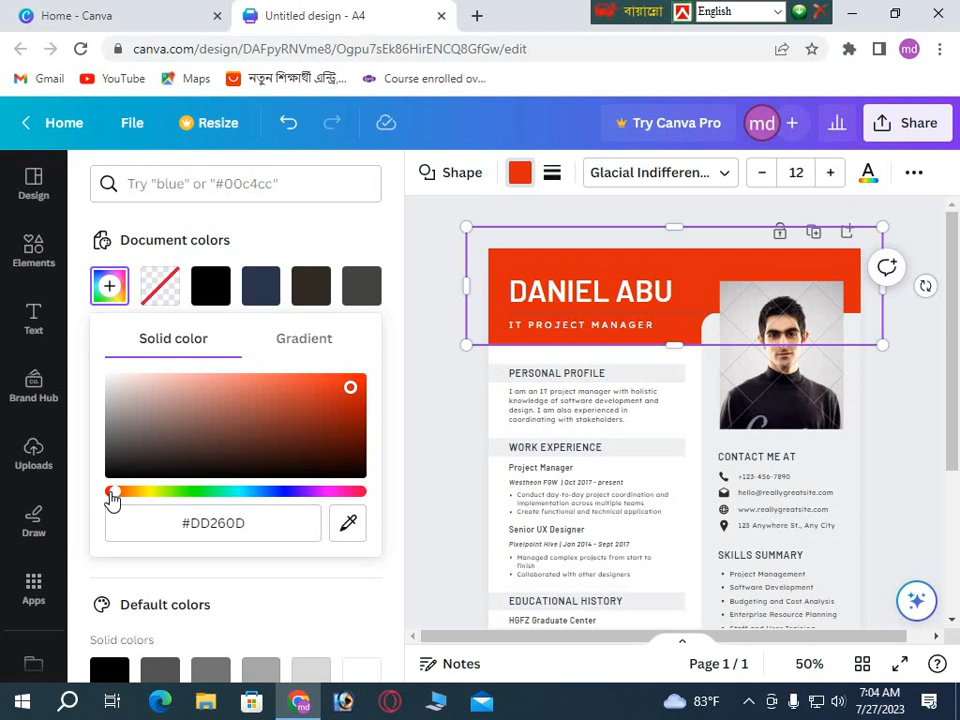 Home - Canva
Untitled design - A4
বায়ান্নো
English
canva.com/design/DAFpyRNVme8/Ogpu7sEk86HirENCQ8GfGw/edit
md
Gmail
YouTube
Maps
নতুন শিক্ষার্থী এন্ট্রি,...
Course enrolled ov...
Home
File
Resize
Try Canva Pro
md
Share
Design
Elements
Text
Brand Hub
Uploads
Draw
Apps
Try "blue" or "#00c4cc"
Document colors
Solid color
Gradient
#DD260D
Default colors
Solid colors
Shape
Glacial Indifferen...
12
A
DANIEL ABU
IT PROJECT MANAGER
PERSONAL PROFILE
I am an IT project manager with holistic
knowledge of software development and
design. I am also experienced in
coordinating with stakeholders.
WORK EXPERIENCE
Project Manager
Westheon FGW | Oct 2017 - present
Conduct day-to-day project coordination and
implementation across multiple teams
Create functional and technical application
Senior UX Designer
Pixelpoint Hive | Jan 2014 - Sept 2017
Managed complex projects from start to
finish
Collaborated with other designers
EDUCATIONAL HISTORY
HGFZ Graduate Center
CONTACT ME AT
+123-456-7890
hello@reallygreatsite.com
www.reallygreatsite.com
123 Anywhere St., Any City
SKILLS SUMMARY
Project Management
Software Development
Budgeting and Cost Analysis
Enterprise Resource Planning
Notes
Page 1 / 1
50%
md
83°F
7:04 AM
7/27/2023